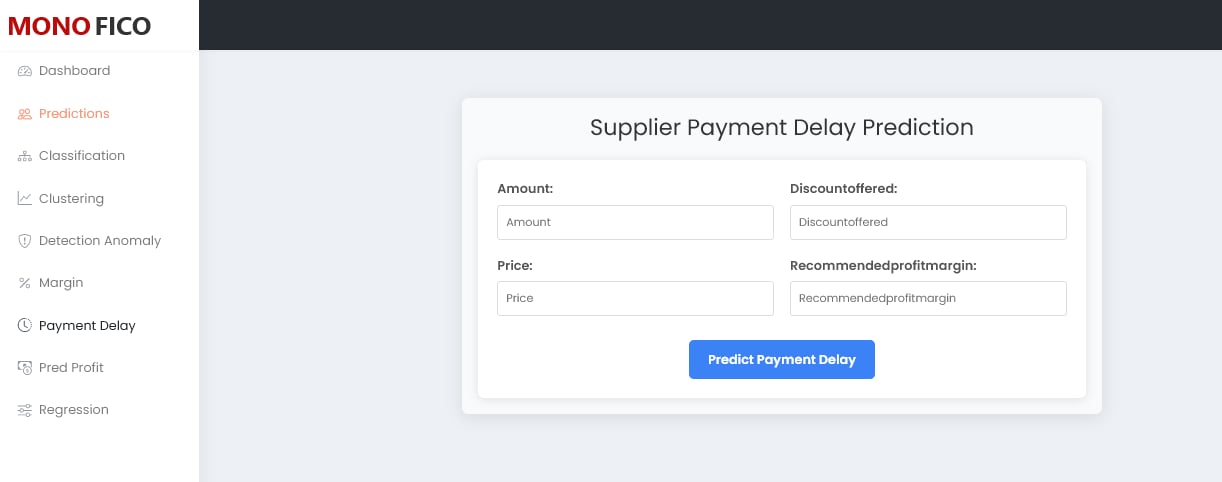 MONO FICO
Dashboard
Predictions
Classification
Clustering
Detection Anomaly
Margin
Payment Delay
Pred Profit
Regression
Supplier Payment Delay Prediction
Amount:
Discountoffered:
Amount
Discountoffered
Price:
Recommendedprofitmargin:
Price
Recommendedprofitmargin
Predict Payment Delay